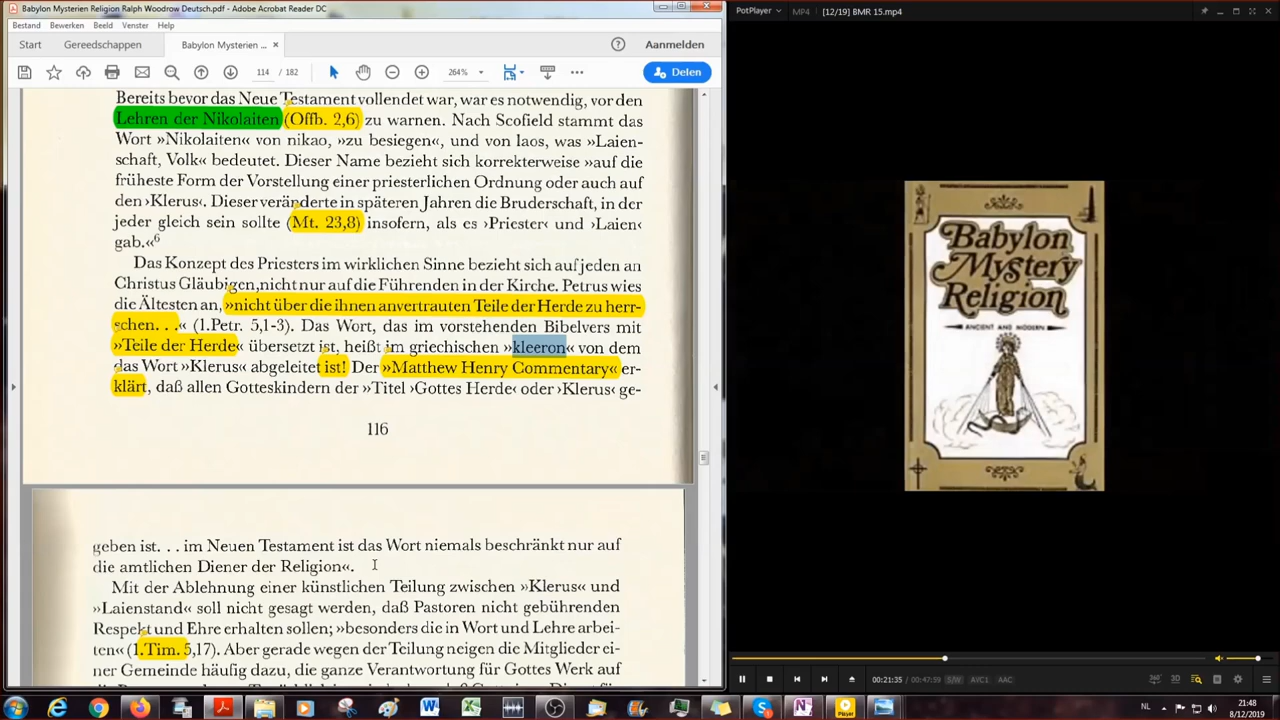 Babylon Mysterien Religion Ralph Woodrow Deutsch.pdf - Adobe Acrobat Reader DC
Bestand Bewerken Beeld Venster Help
Start Gereedschappen Babylon Mysterien ... × Aanmelden
114 / 182 264% Delen
Bereits bevor das Neue Testament vollendet war, war es notwendig, vor den
Lehren der Nikolaiten (Offb. 2,6) zu warnen. Nach Scofield stammt das
Wort »Nikolaiten« von nikao, »zu besiegen«, und von laos, was »Laien-
schaft, Volk« bedeutet. Dieser Name bezieht sich korrekterweise »auf die
früheste Form der Vorstellung einer priesterlichen Ordnung oder auch auf
den ›Klerus‹. Dieser veränderte in späteren Jahren die Bruderschaft, in der
jeder gleich sein sollte (Mt. 23,8) insofern, als es ›Priester‹ und ›Laien‹
gab.«6
Das Konzept des Priesters im wirklichen Sinne bezieht sich auf jeden an
Christus Gläubigen,nicht nur auf die Führenden in der Kirche. Petrus wies
die Ältesten an, »nicht über die ihnen anvertrauten Teile der Herde zu herr-
schen. . .« (1.Petr. 5,1-3). Das Wort, das im vorstehenden Bibelvers mit
»Teile der Herde« übersetzt ist, heißt im griechischen »kleeron« von dem
das Wort »Klerus« abgeleitet ist! Der »Matthew Henry Commentary« er-
klärt, daß allen Gotteskindern der »Titel ›Gottes Herde‹ oder ›Klerus‹ ge-
116
geben ist. . . im Neuen Testament ist das Wort niemals beschränkt nur auf
die amtlichen Diener der Religion«.
Mit der Ablehnung einer künstlichen Teilung zwischen »Klerus« und
»Laienstand« soll nicht gesagt werden, daß Pastoren nicht gebührenden
Respekt und Ehre erhalten sollen; »besonders die in Wort und Lehre arbei-
ten« (1.Tim. 5,17). Aber gerade wegen der Teilung neigen die Mitglieder ei-
ner Gemeinde häufig dazu, die ganze Verantwortung für Gottes Werk auf
PotPlayer MP4 [12/19] BMR 15.mp4
Babylon
Mystery
Religion
ANCIENT AND MODERN
00:21:35 / 00:47:59 S/W AVC1 AAC
360° 3D
NL 21:48
8/12/2019